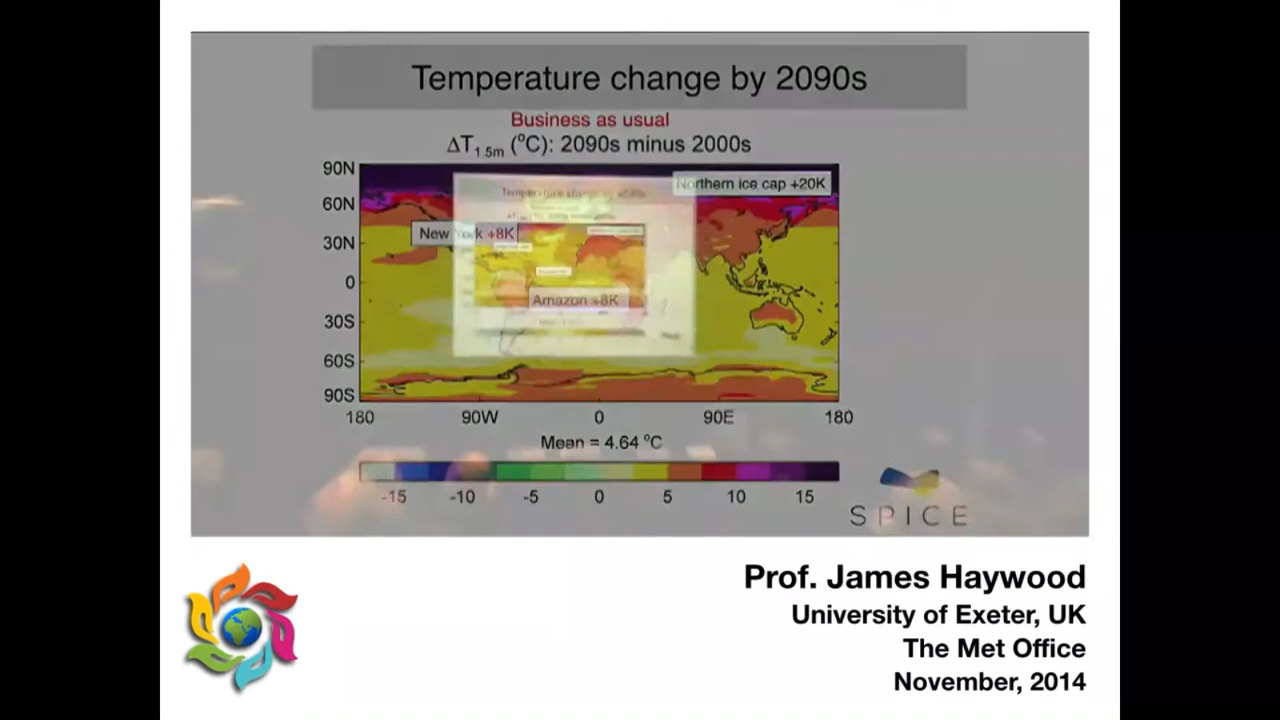 Temperature change by 2090s
Business as usual
ΔT1.5m (°C): 2090s minus 2000s
90N
60N
30N
0
30S
60S
90S
Northern ice cap +20K
New York +8K
Amazon +8K
180 90W 0 90E 180
Mean = 4.64 °C
-15 -10 -5 0 5 10 15
SPICE
Prof. James Haywood
University of Exeter, UK
The Met Office
November, 2014